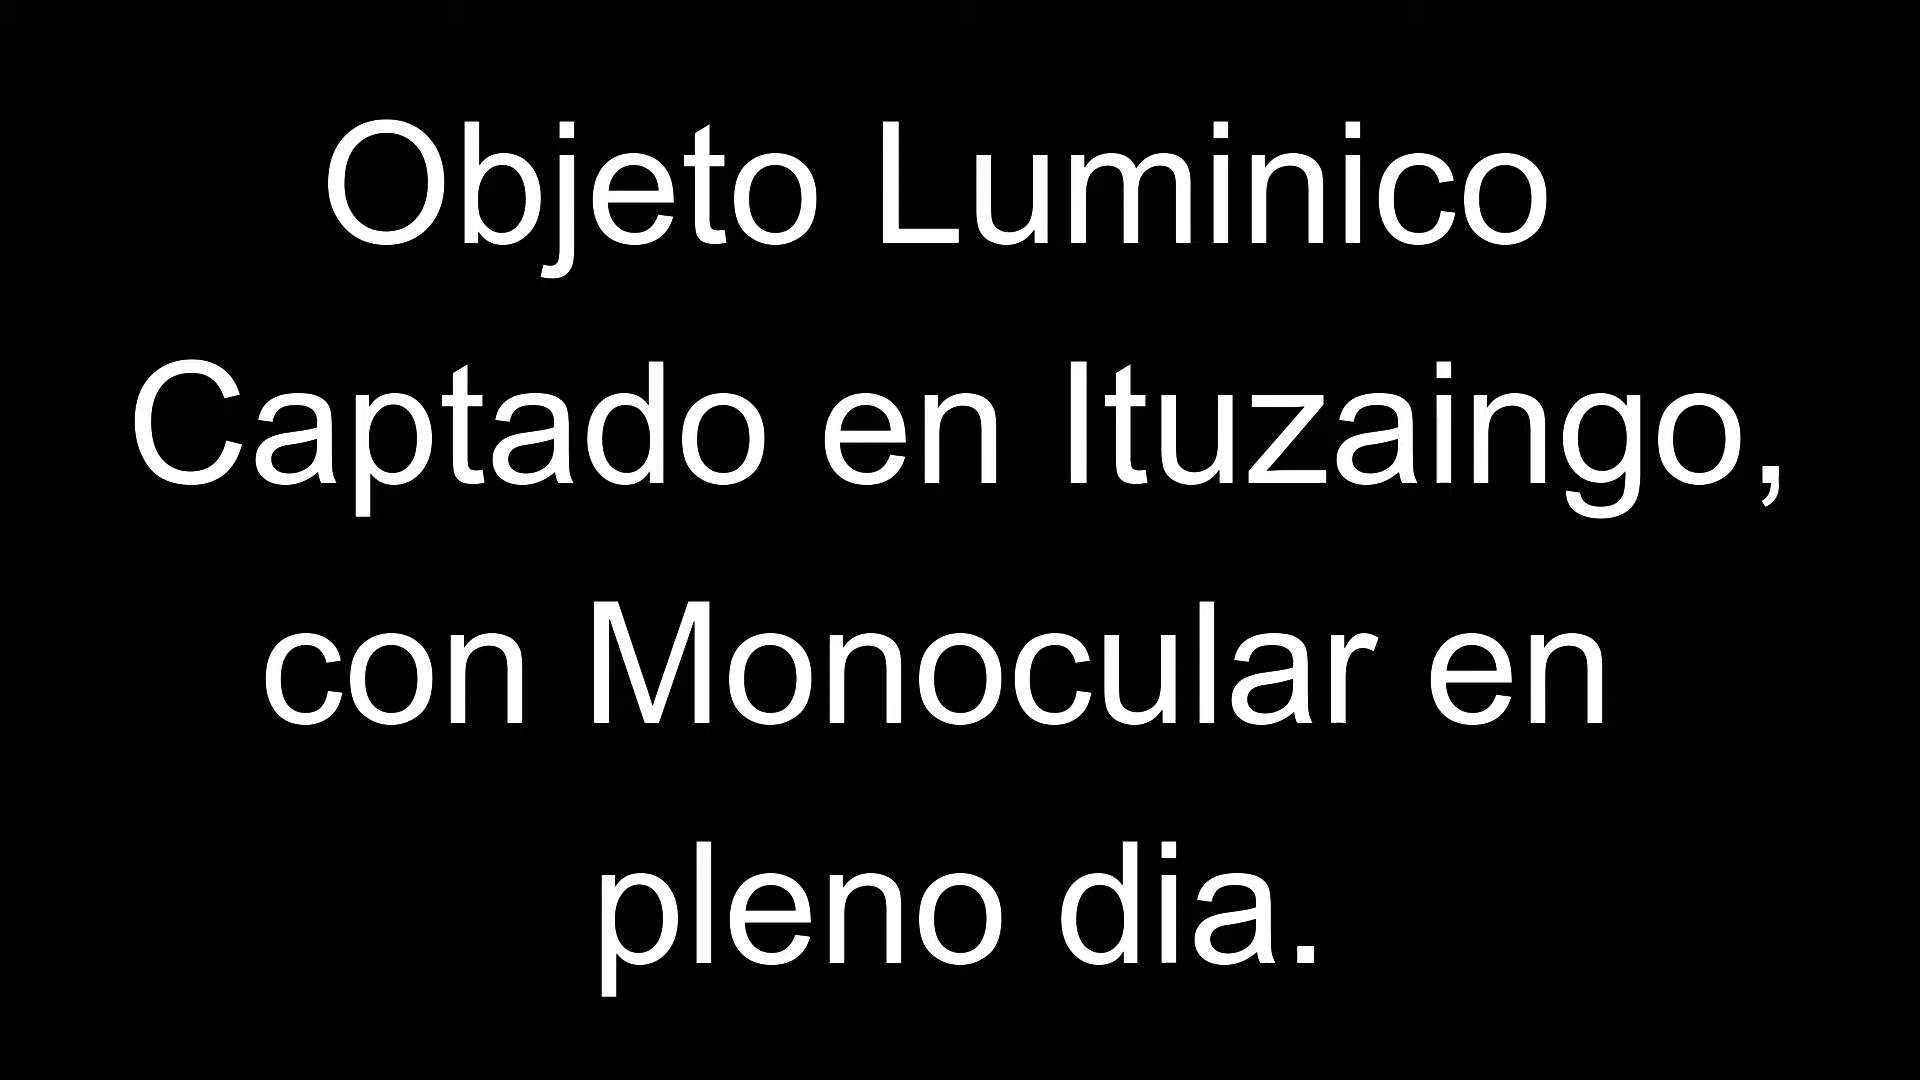 Objeto Luminico
Captado en Ituzaingo,
con Monocular en
pleno dia.